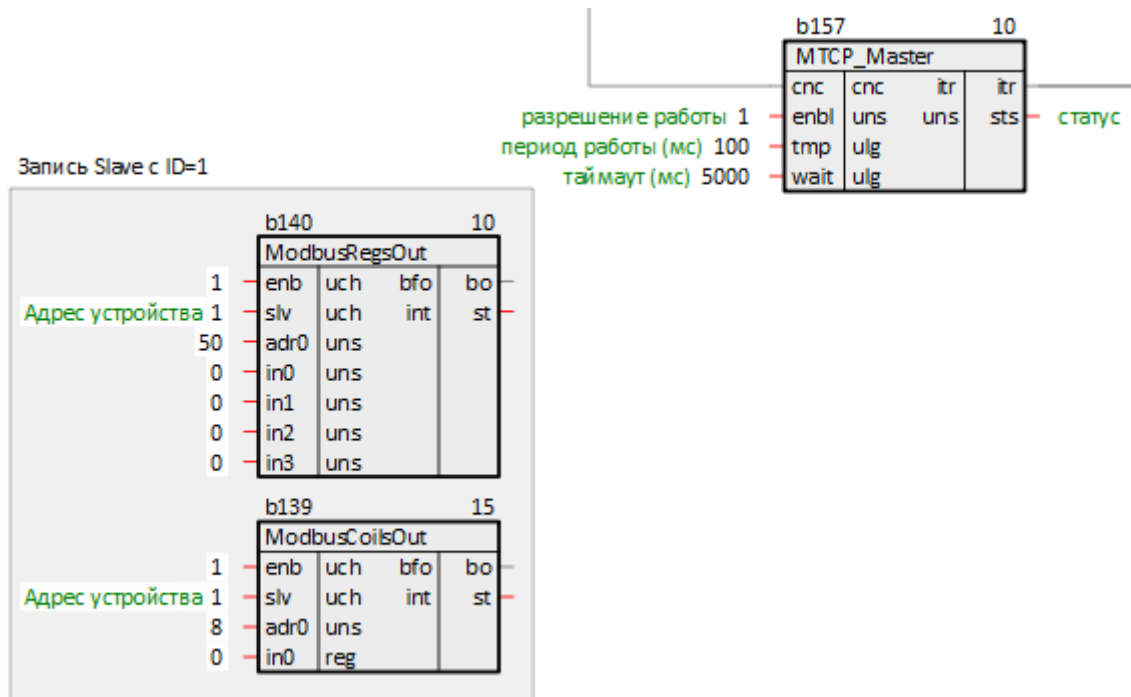 b157 10
MTCP_Master
cnc cnc itr itr
разрешение работы 1 enbl uns uns sts статус
период работы (мс) 100 tmp ulg
таймаут (мс) 5000 wait ulg
Запись Slave с ID=1
b140 10
ModbusRegsOut
1 enb uch bfo bo
Адрес устройства 1 slv uch int st
50 adr0 uns
0 in0 uns
0 in1 uns
0 in2 uns
0 in3 uns
b139 15
ModbusCoilsOut
1 enb uch bfo bo
Адрес устройства 1 slv uch int st
8 adr0 uns
0 in0 reg